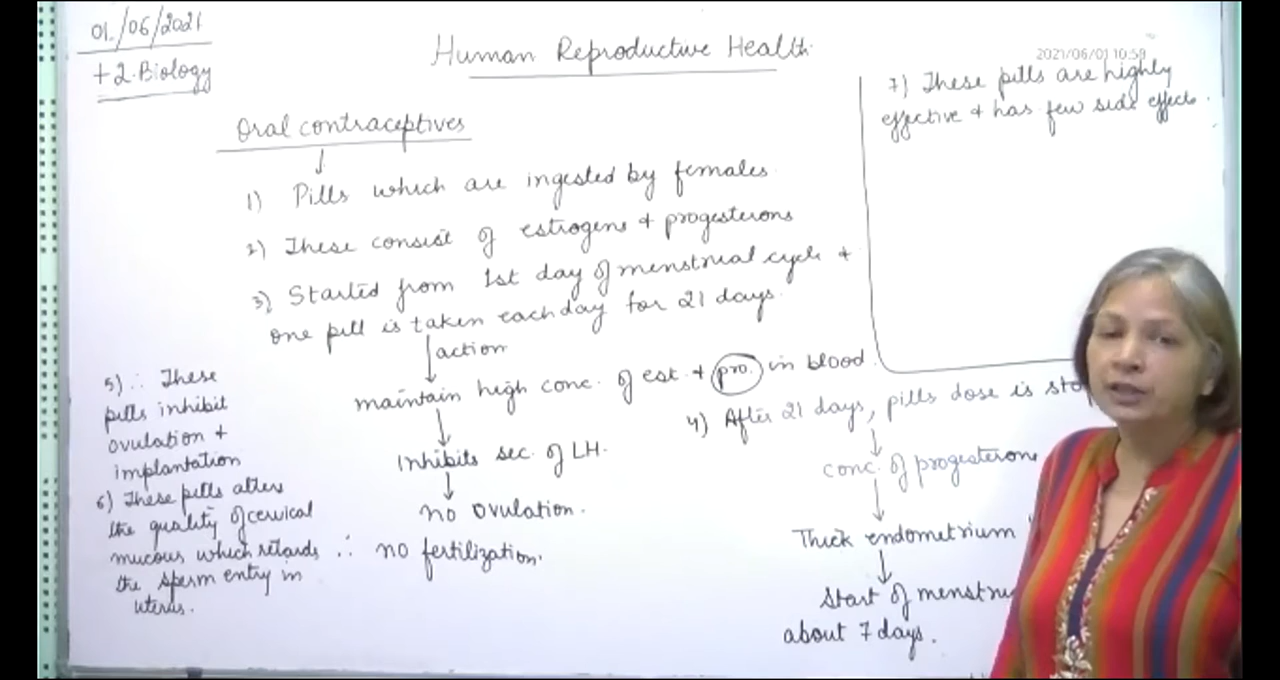 01/06/2021
+2 Biology
Human Reproductive Health
2021/06/01 10:59
Oral contraceptives
1) Pills which are ingested by females
2) These consist of estrogens + progesterons
3) Started from 1st day of menstrual cycle +
one pill is taken each day for 21 days.
action
maintain high conc. of est. + pro. in blood
Inhibits sec. of LH.
no ovulation.
∴ no fertilization.
4) After 21 days, pills dose is
conc. of progesterone
Thick endometrium
Start of
about 7 days.
5) ∴ These
pills inhibit
ovulation +
implantation
6) These pills alters
the quality of cervical
mucous which retards
the sperm entry in
uterus.
7) These pills are highly
effective + has few side effects.